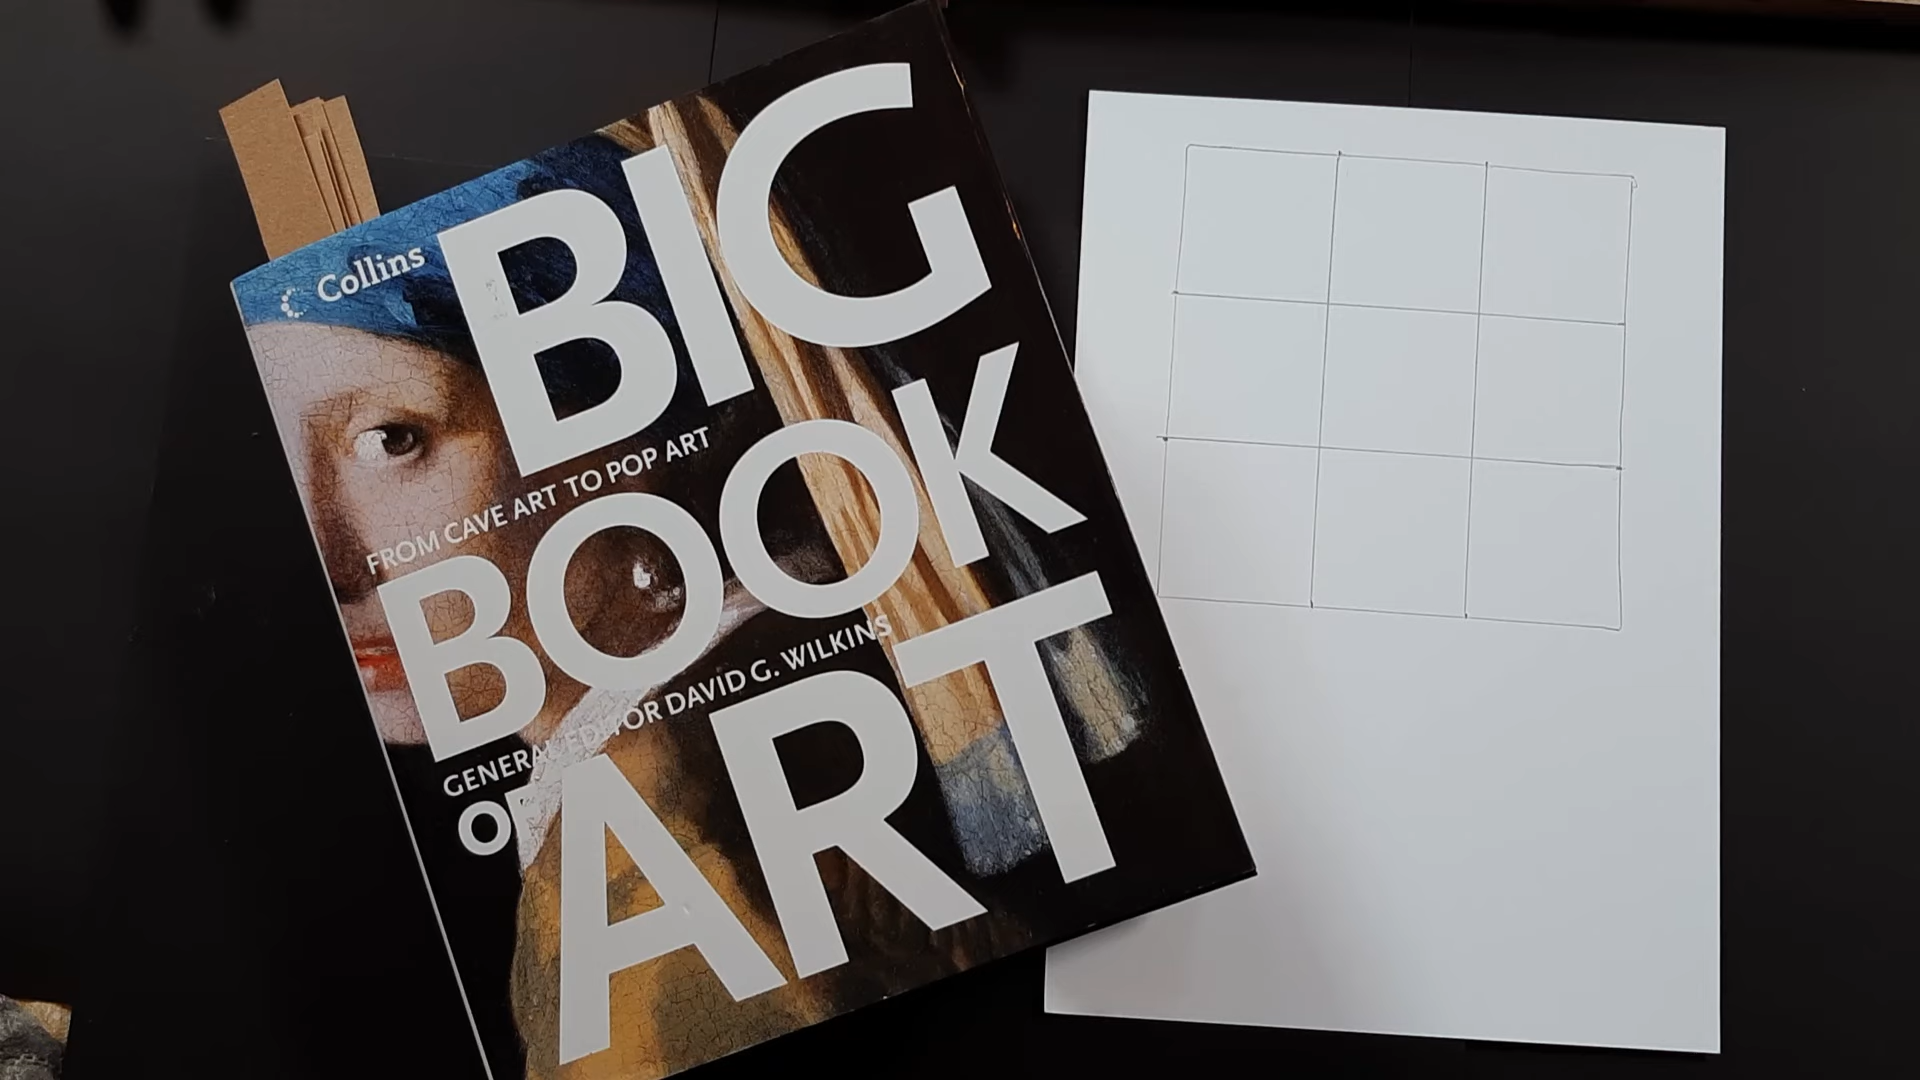 Collins
BIG
FROM CAVE ART TO POP ART
BOOK
GENERAL EDITOR DAVID G. WILKINS
OF ART